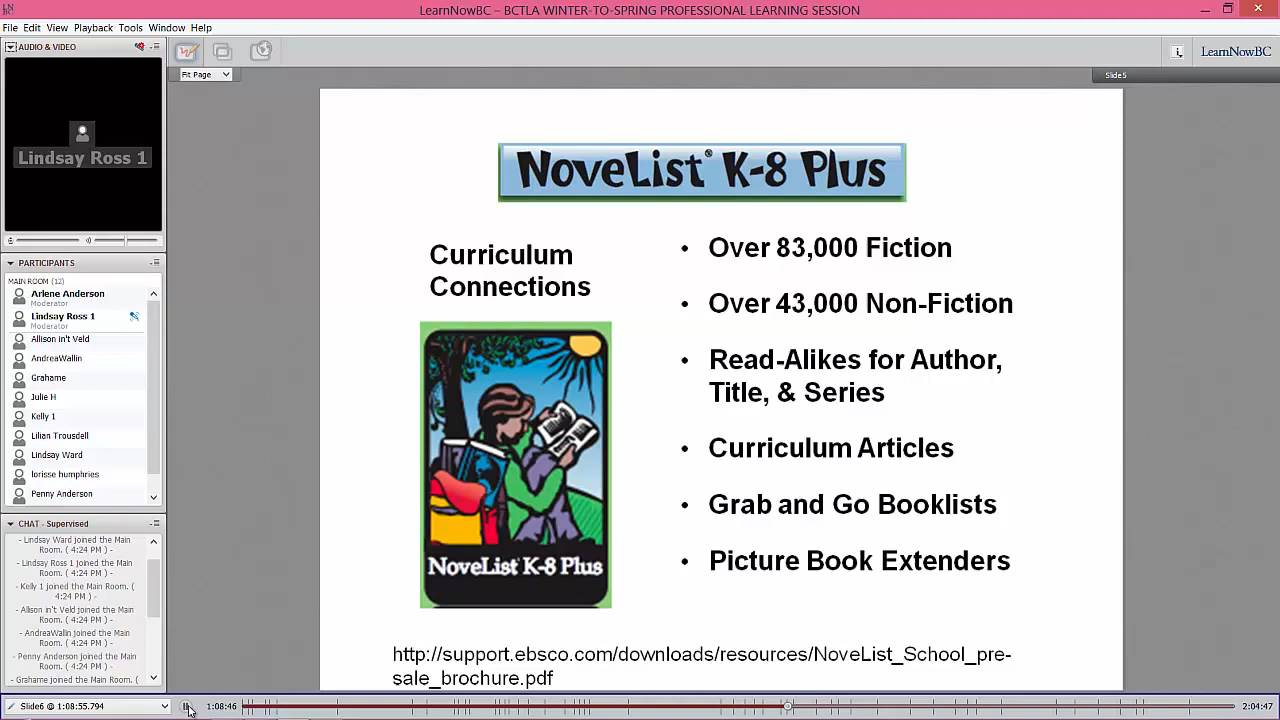 LearnNowBC – BCTLA WINTER-TO-SPRING PROFESSIONAL LEARNING SESSION
File Edit View Playback Tools Window Help
AUDIO & VIDEO
LearnNowBC
Fit Page
Slide5
Lindsay Ross 1
PARTICIPANTS
MAIN ROOM (12)
Arlene Anderson
Moderator
Lindsay Ross 1
Moderator
Allison in't Veld
AndreaWallin
Grahame
Julie H
Kelly 1
Lilian Trousdell
Lindsay Ward
lorisse humphries
Penny Anderson
CHAT - Supervised
- Lindsay Ward joined the Main
Room. ( 4:24 PM ) -
- Lindsay Ross 1 joined the Main
Room. ( 4:24 PM ) -
- Kelly 1 joined the Main Room. (
4:24 PM ) -
- Allison in't Veld joined the Main
Room. ( 4:24 PM ) -
- AndreaWallin joined the Main
Room. ( 4:24 PM ) -
- Penny Anderson joined the Main
Room. ( 4:24 PM ) -
- Grahame joined the Main Room. (
NoveList® K-8 Plus
Curriculum
Connections
NoveList K-8 Plus
• Over 83,000 Fiction
• Over 43,000 Non-Fiction
• Read-Alikes for Author,
Title, & Series
• Curriculum Articles
• Grab and Go Booklists
• Picture Book Extenders
http://support.ebsco.com/downloads/resources/NoveList_School_pre-
sale_brochure.pdf
Slide6 @ 1:08:55.794
1:08:46
2:04:47